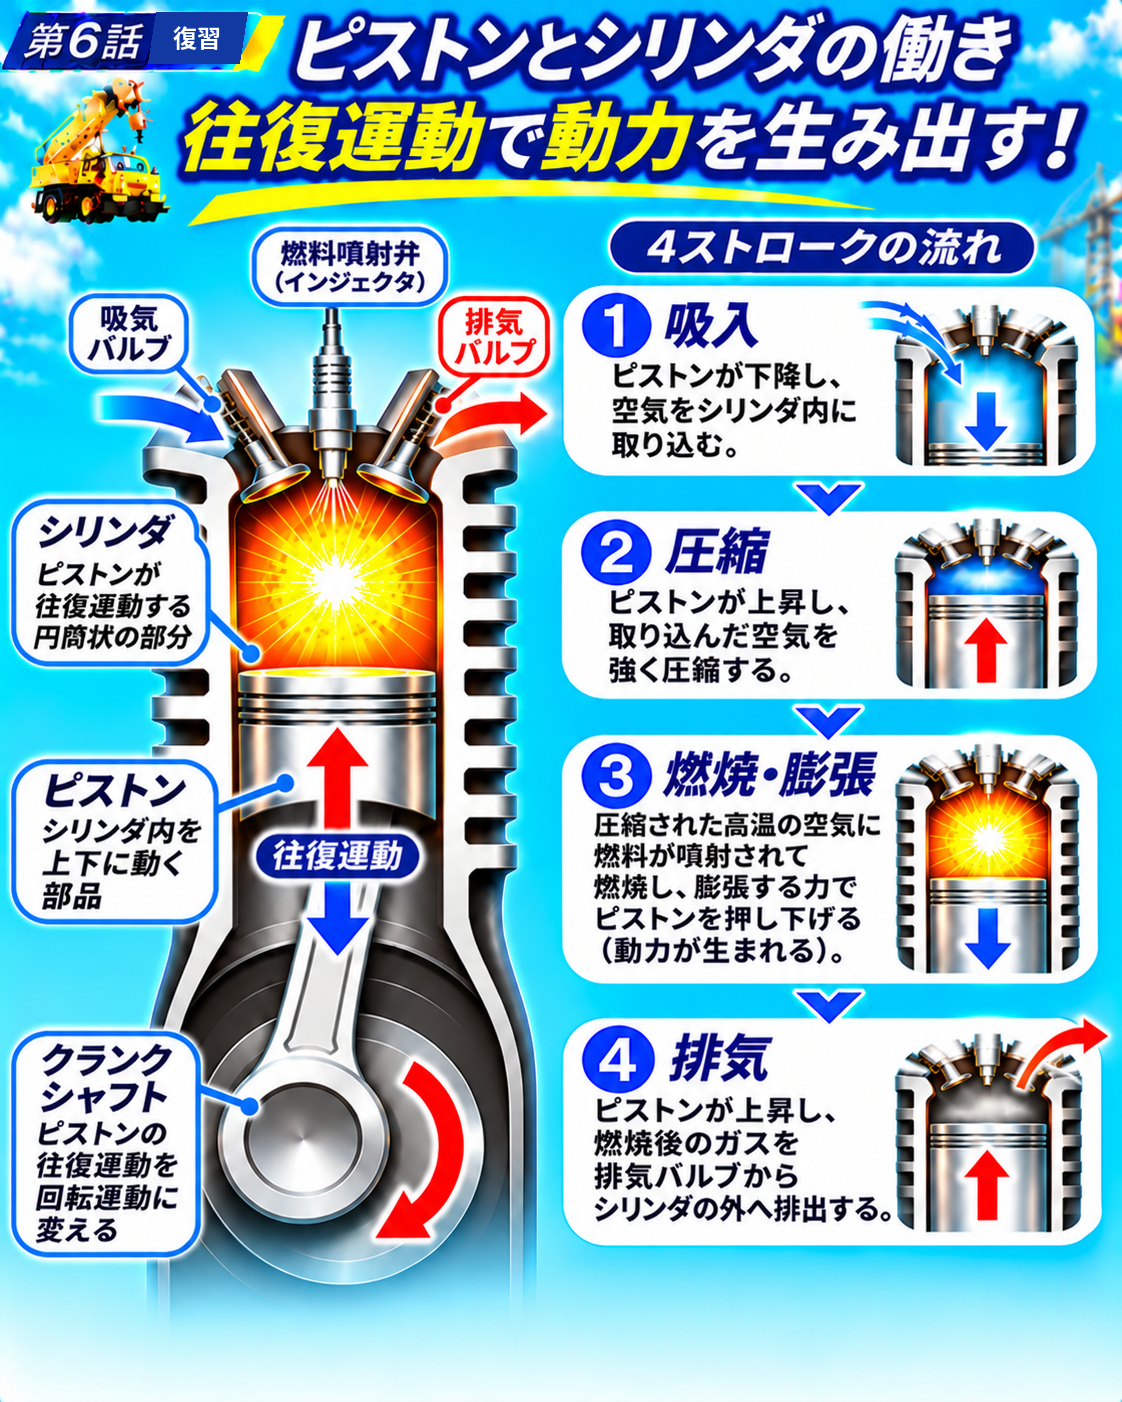 第6話 復習
ピストンとシリンダの働き
往復運動で動力を生み出す!
燃料噴射弁
(インジェクタ)
吸気
バルブ
排気
バルブ
シリンダ
ピストンが
往復運動する
円筒状の部分
ピストン
シリンダ内を
上下に動く
部品
往復運動
クランク
シャフト
ピストンの
往復運動を
回転運動に
変える
4ストロークの流れ
1 吸入
ピストンが下降し、
空気をシリンダ内に
取り込む。
2 圧縮
ピストンが上昇し、
取り込んだ空気を
強く圧縮する。
3 燃焼・膨張
圧縮された高温の空気に
燃料が噴射されて
燃焼し、膨張する力で
ピストンを押し下げる
(動力が生まれる)。
4 排気
ピストンが上昇し、
燃焼後のガスを
排気バルブから
シリンダの外へ排出する。